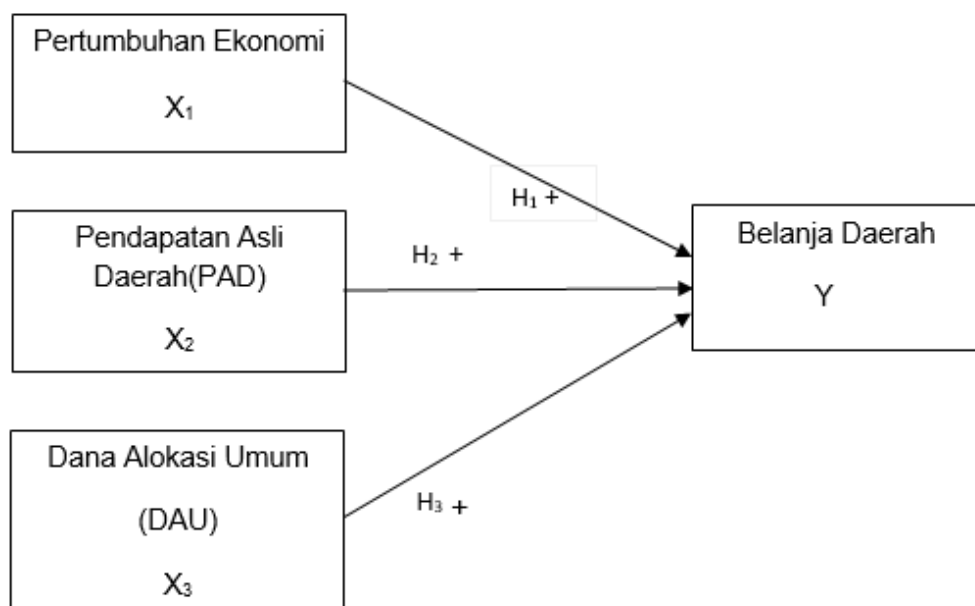 Pertumbuhan Ekonomi
X₁
H₁ +
Pendapatan Asli
Daerah(PAD)
X₂
H₂ +
Belanja Daerah
Y
Dana Alokasi Umum
(DAU)
X₃
H₃ +